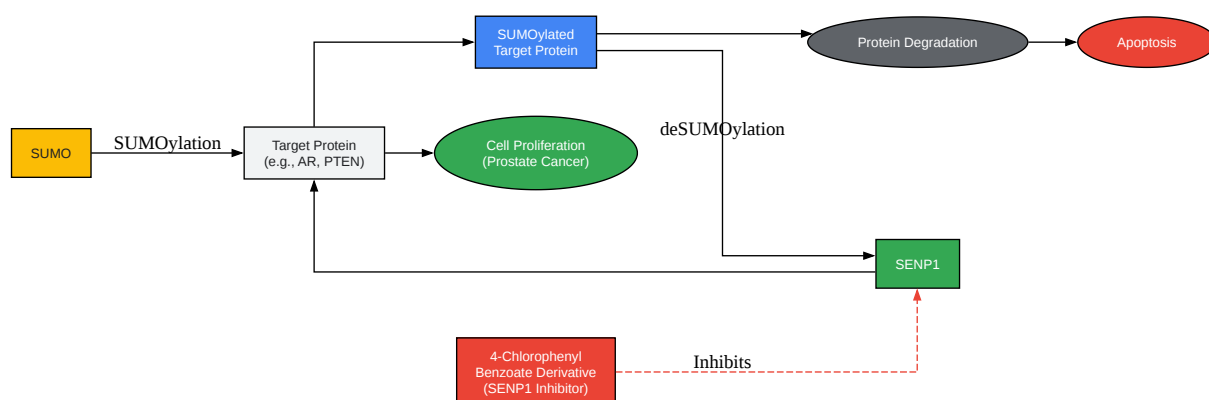 SUMOylated
Target Protein
Protein Degradation
Apoptosis
deSUMOylation
SUMO
SUMOylation
Target Protein
(e.g., AR, PTEN)
Cell Proliferation
(Prostate Cancer)
SENP1
4-Chlorophenyl
Benzoate Derivative
(SENP1 Inhibitor)
Inhibits